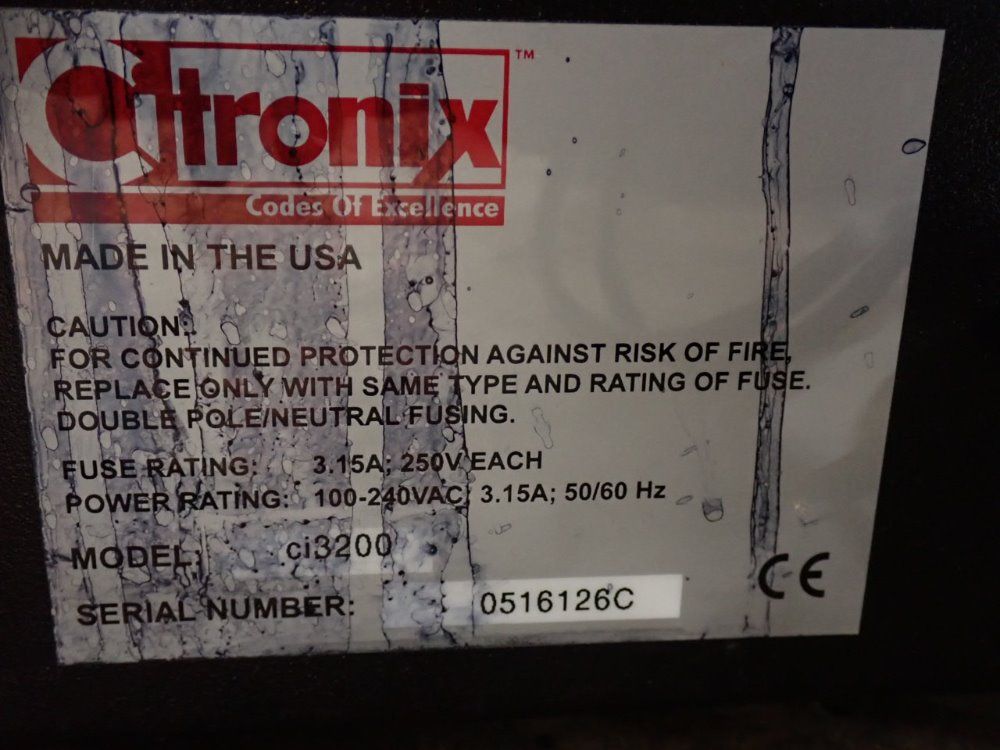 Citronix™
Codes Of Excellence
MADE IN THE USA
CAUTION:
FOR CONTINUED PROTECTION AGAINST RISK OF FIRE,
REPLACE ONLY WITH SAME TYPE AND RATING OF FUSE.
DOUBLE POLE/NEUTRAL FUSING.
FUSE RATING: 3.15A; 250V EACH
POWER RATING: 100-240VAC; 3.15A; 50/60 Hz
MODEL: ci3200
SERIAL NUMBER: 0516126C
CE